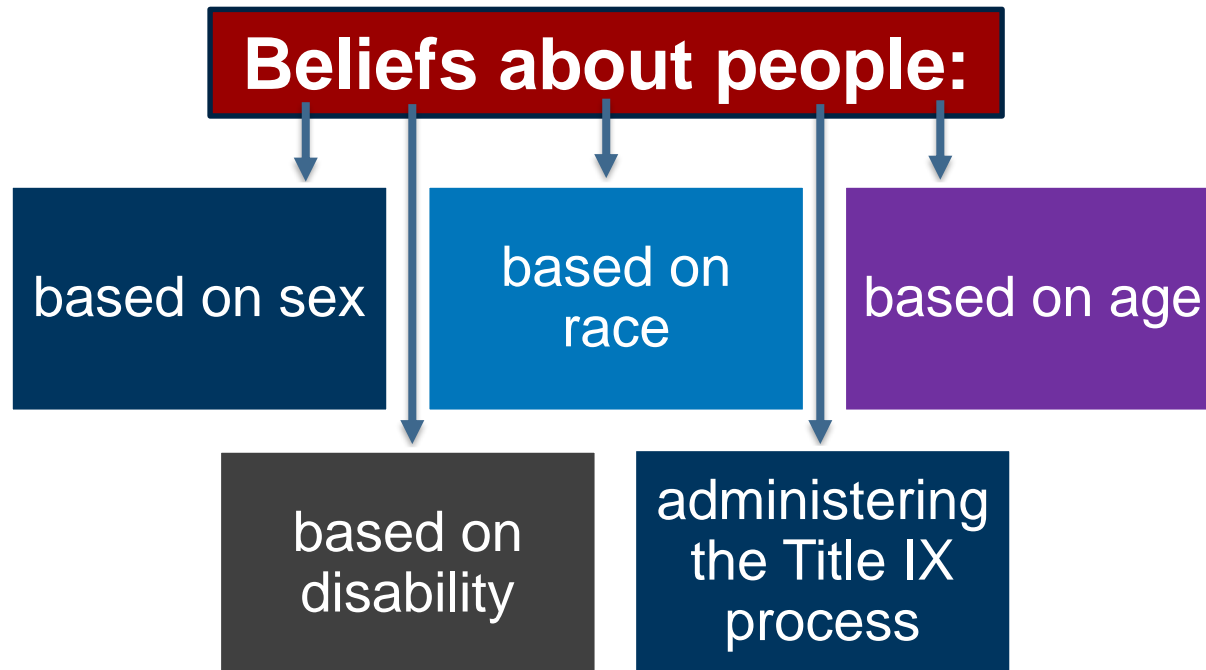 Beliefs about people:
based on sex
based on
race
based on age
based on
disability
administering
the Title IX
process